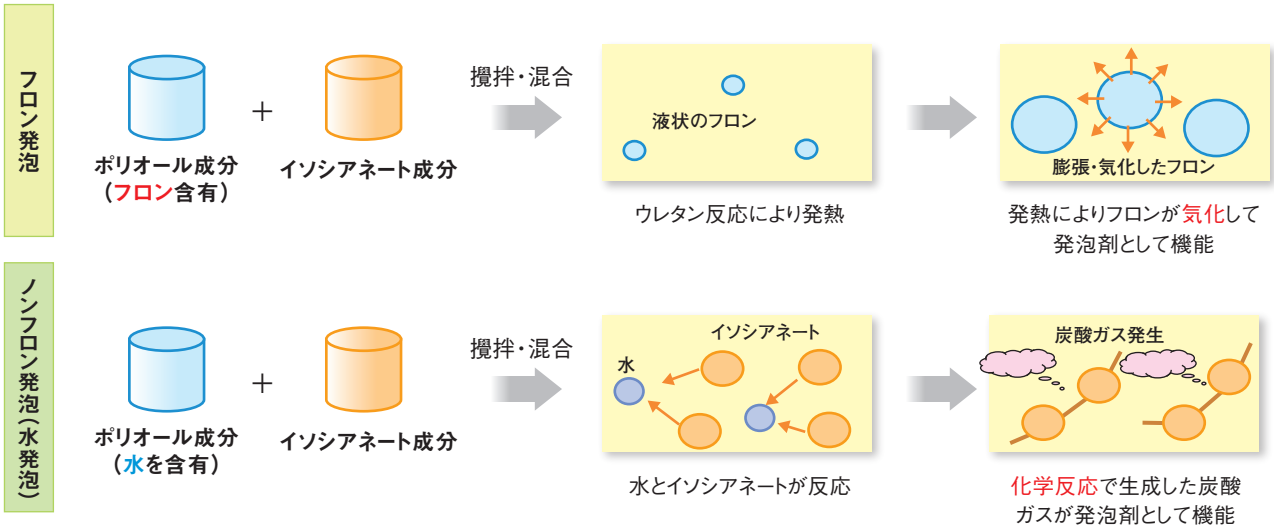 フロン発泡
ポリオール成分
（フロン含有）
＋
イソシアネート成分
攪拌・混合
液状のフロン
ウレタン反応により発熱
膨張・気化したフロン
発熱によりフロンが気化して
発泡剤として機能
ノンフロン発泡（水発泡）
ポリオール成分
（水を含有）
＋
イソシアネート成分
攪拌・混合
イソシアネート
水
水とイソシアネートが反応
炭酸ガス発生
化学反応で生成した炭酸
ガスが発泡剤として機能